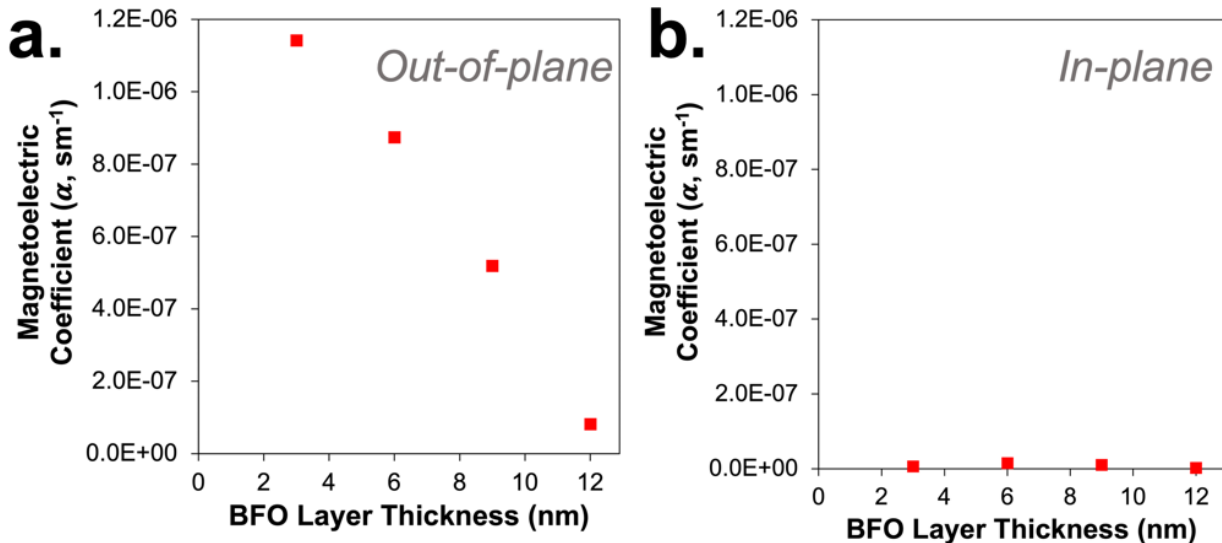 a.
Out-of-plane
Magnetoelectric
Coefficient (α, sm⁻¹)
1.2E-06
1.0E-06
8.0E-07
6.0E-07
4.0E-07
2.0E-07
0.0E+00
0 2 4 6 8 10 12
BFO Layer Thickness (nm)
b.
In-plane
Magnetoelectric
Coefficient (α, sm⁻¹)
1.2E-06
1.0E-06
8.0E-07
6.0E-07
4.0E-07
2.0E-07
0.0E+00
0 2 4 6 8 10 12
BFO Layer Thickness (nm)